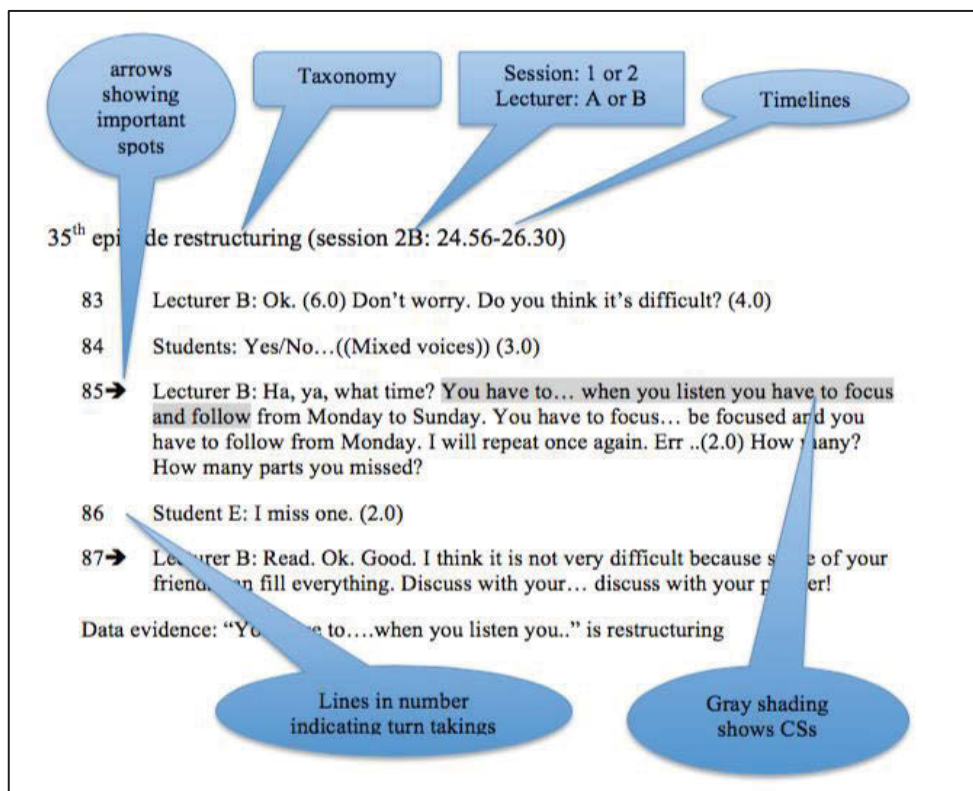 arrows
showing
important
spots
Taxonomy
Session: 1 or 2
Lecturer: A or B
Timelines
35th epi de restructuring (session 2B: 24.56-26.30)
83 Lecturer B: Ok. (6.0) Don't worry. Do you think it's difficult? (4.0)
84 Students: Yes/No…((Mixed voices)) (3.0)
85➔ Lecturer B: Ha, ya, what time? You have to… when you listen you have to focus
and follow from Monday to Sunday. You have to focus… be focused and you
have to follow from Monday. I will repeat once again. Err ..(2.0) How many?
How many parts you missed?
86 Student E: I miss one. (2.0)
87➔ Lecturer B: Read. Ok. Good. I think it is not very difficult because s e of your
friend n fill everything. Discuss with your… discuss with your p er!
Data evidence: "Yo e to….when you listen you.." is restructuring
Lines in number
indicating turn takings
Gray shading
shows CSs